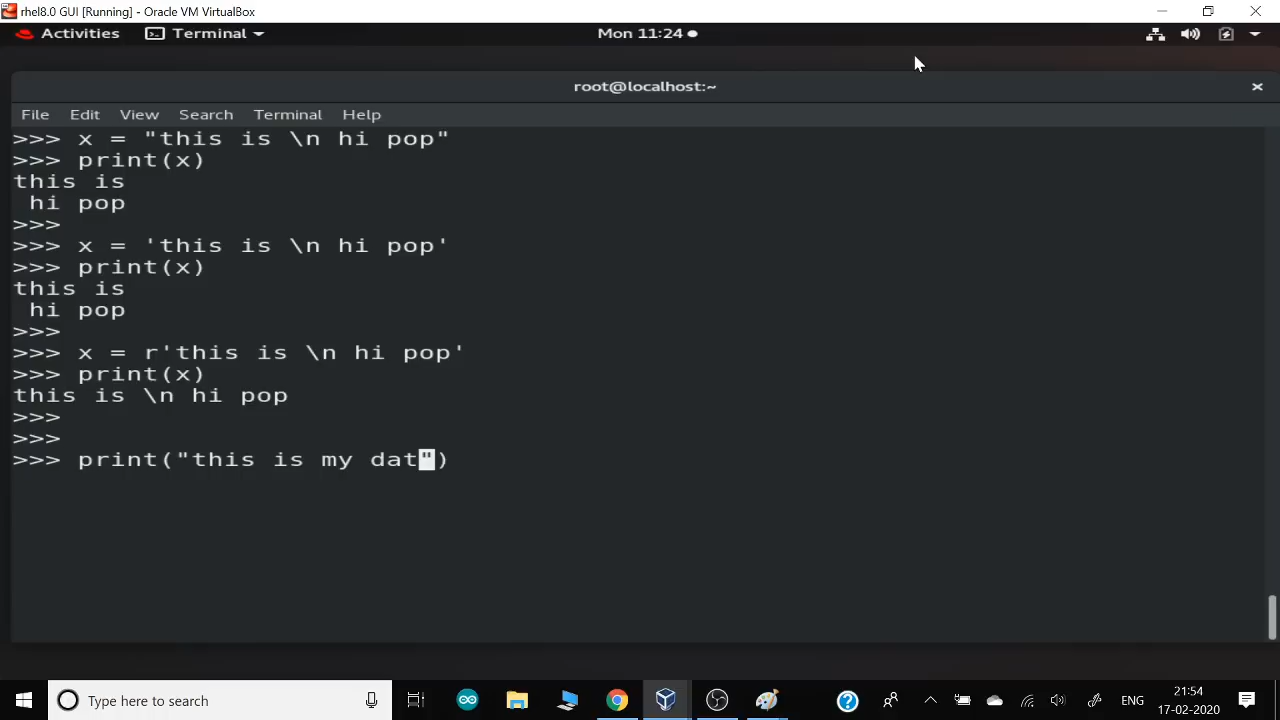 rhel8.0 GUI [Running] - Oracle VM VirtualBox
Activities Terminal Mon 11:24
root@localhost:~
File Edit View Search Terminal Help
>>> x = "this is \n hi pop"
>>> print(x)
this is
 hi pop
>>>
>>> x = 'this is \n hi pop'
>>> print(x)
this is
 hi pop
>>>
>>> x = r'this is \n hi pop'
>>> print(x)
this is \n hi pop
>>>
>>>
>>> print("this is my dat")
Type here to search
ENG
21:54
17-02-2020